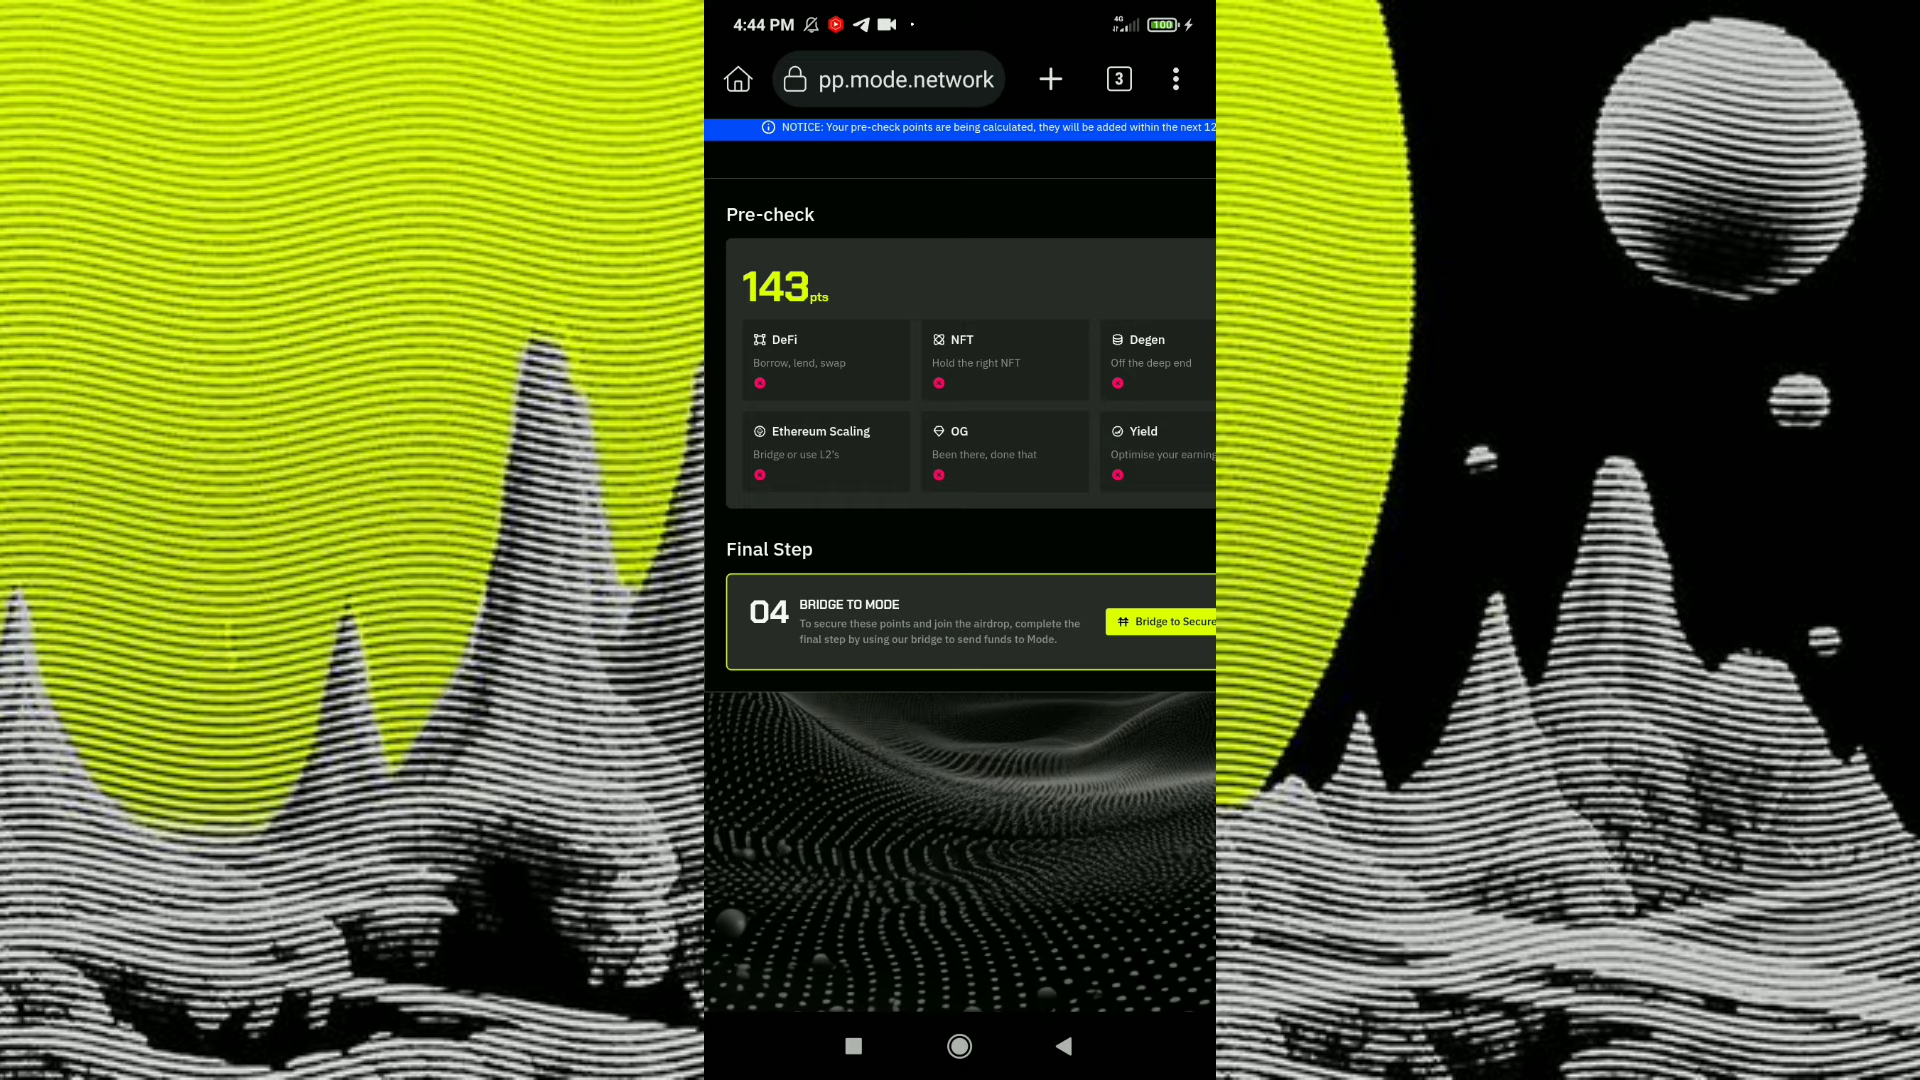 4:44 PM
4G
100
pp.mode.network
3
NOTICE: Your pre-check points are being calculated, they will be added within the next 12
Pre-check
143pts
DeFi
Borrow, lend, swap
NFT
Hold the right NFT
Degen
Off the deep end
Ethereum Scaling
Bridge or use L2's
OG
Been there, done that
Yield
Optimise your earning
Final Step
04
BRIDGE TO MODE
To secure these points and join the airdrop, complete the
final step by using our bridge to send funds to Mode.
Bridge to Secure